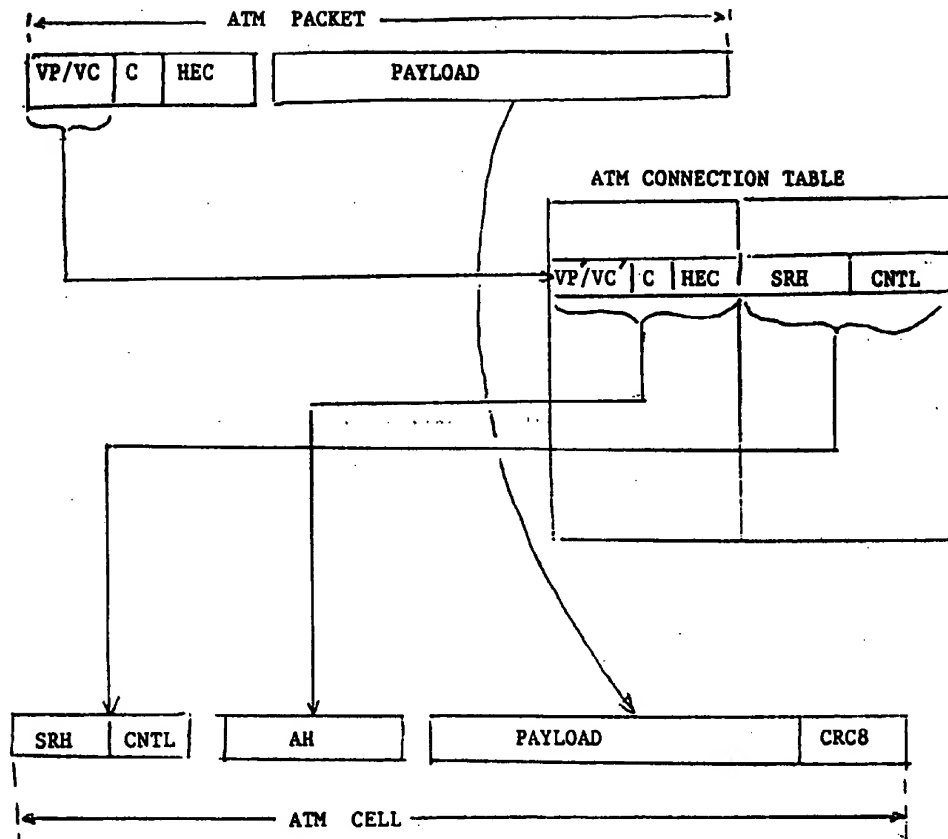 ATM PACKET
VP/VC C HEC PAYLOAD
ATM CONNECTION TABLE
VP'/VC' C HEC SRH CNTL
SRH CNTL AH PAYLOAD CRC8
ATM CELL